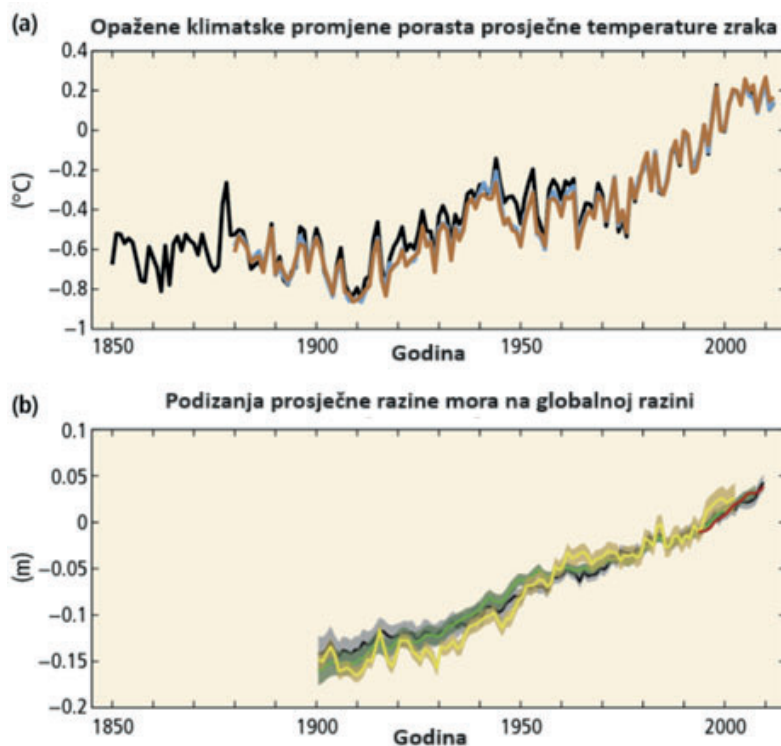 (a) Opažene klimatske promjene porasta prosječne temperature zraka
0.4
0.2
0
−0.2
−0.4
−0.6
−0.8
−1
(°C)
1850 1900 1950 2000
Godina
(b) Podizanja prosječne razine mora na globalnoj razini
0.1
0.05
0
−0.05
−0.1
−0.15
−0.2
(m)
1850 1900 1950 2000
Godina